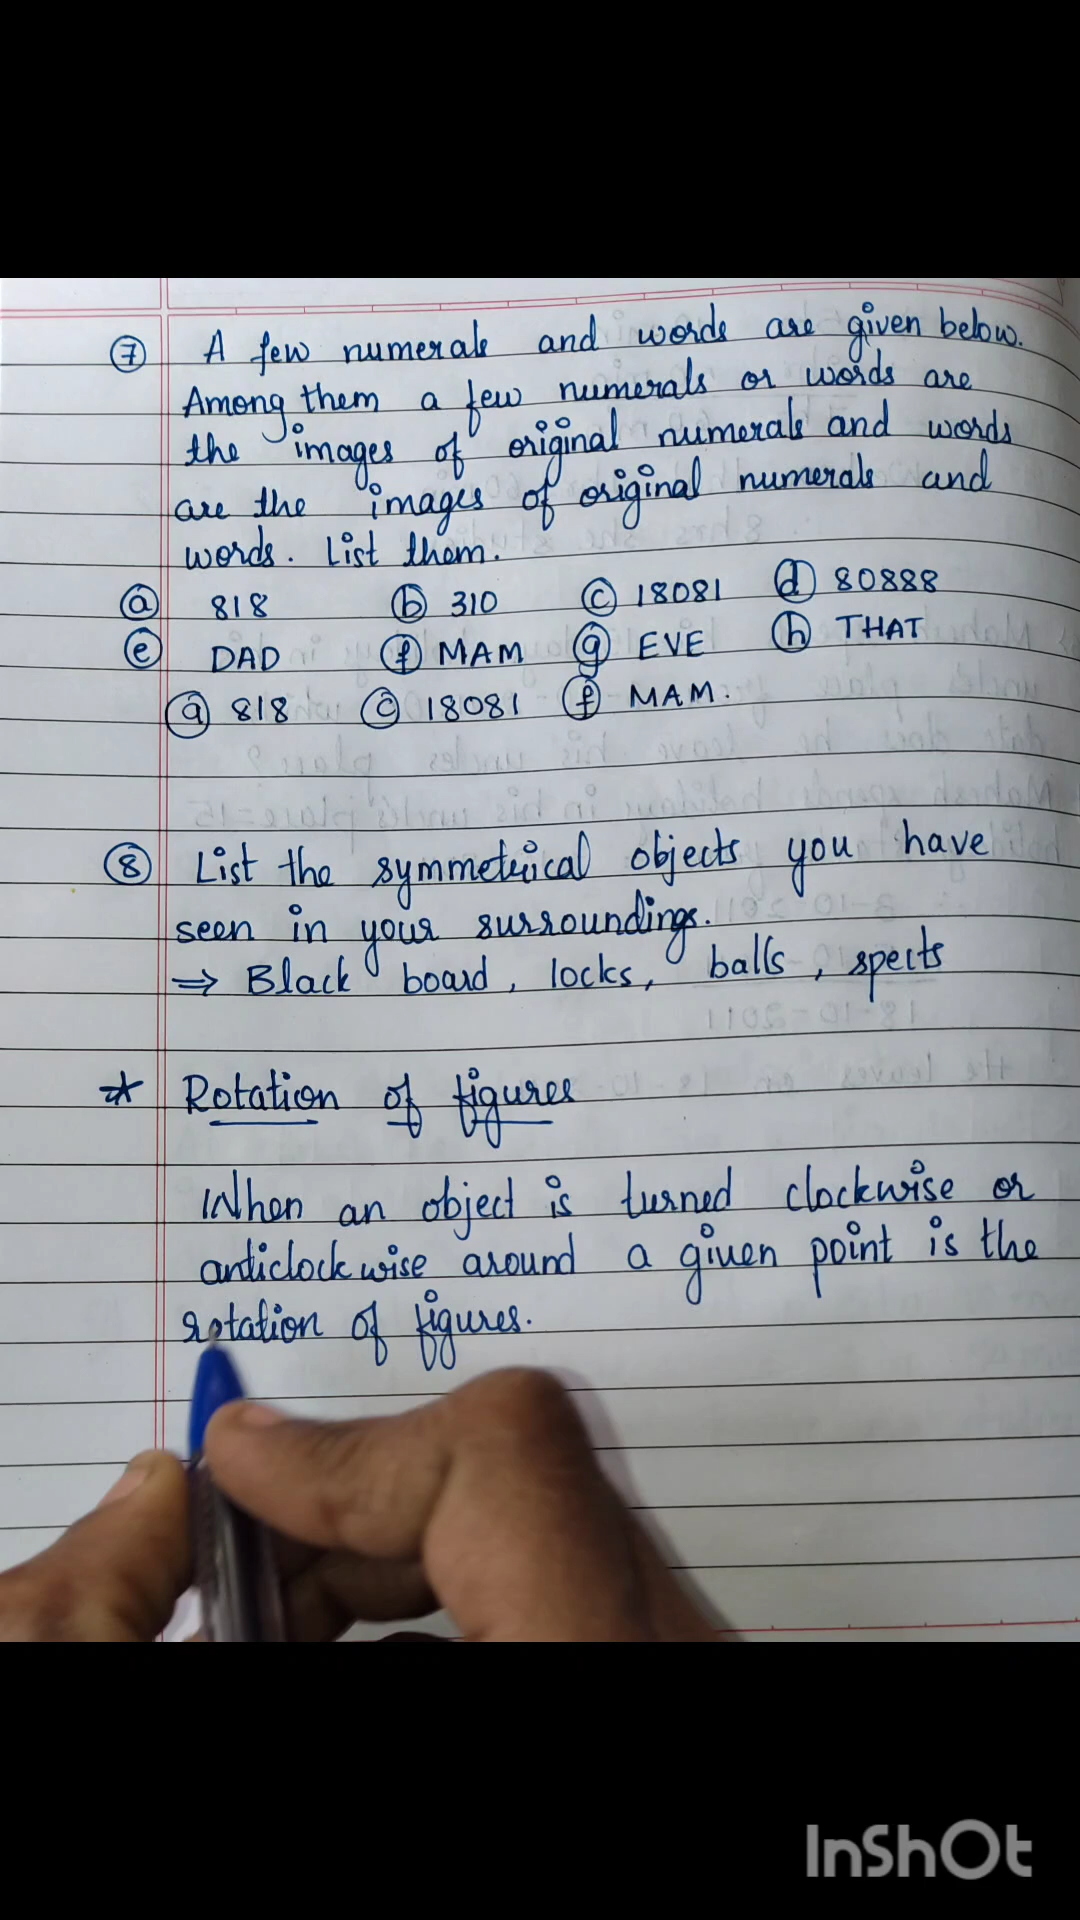 ⑦ A few numerals and words are given below.
Among them a few numerals or words are
the images of original numerals and words
are the images of original numerals and
words. List them.
ⓐ 818 ⓑ 310 ⓒ 18081 ⓓ 80888
ⓔ DAD ⓕ MAM ⓖ EVE ⓗ THAT
ⓐ 818 ⓒ 18081 ⓕ MAM.
⑧ List the symmetrical objects you have
seen in your surroundings.
⇒ Black board, locks, balls, spects
* Rotation of figures
When an object is turned clockwise or
anticlockwise around a given point is the
rotation of figures.
InShOt